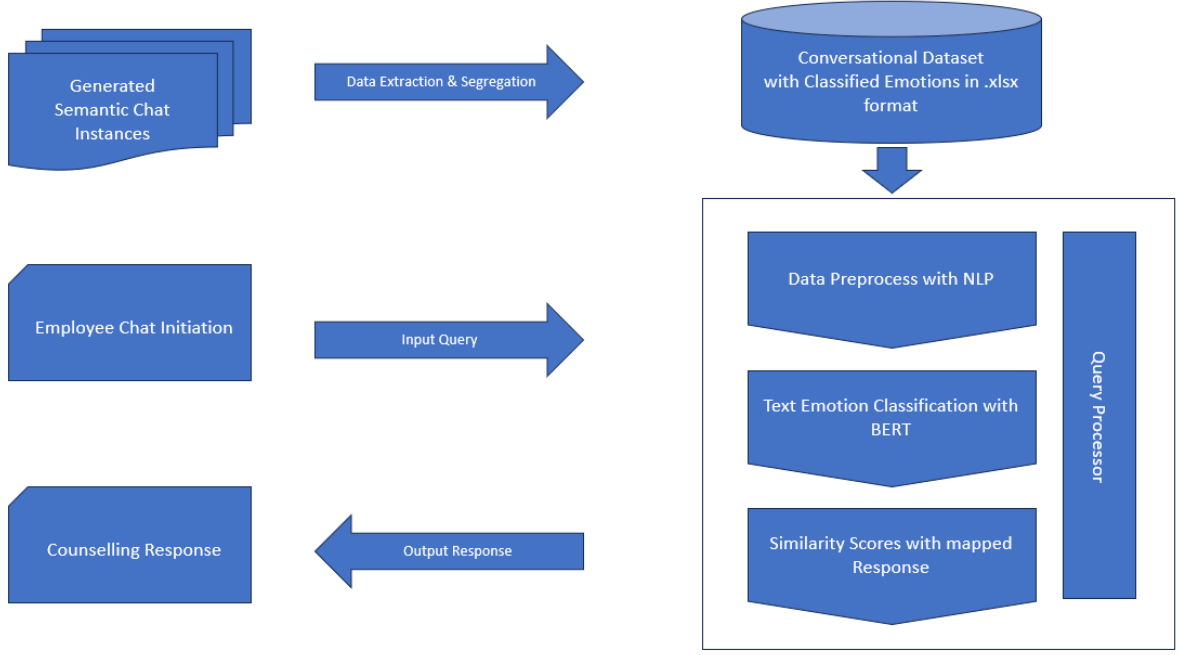 Generated
Semantic Chat
Instances
Data Extraction & Segregation
Conversational Dataset
with Classified Emotions in .xlsx
format
Employee Chat Initiation
Input Query
Data Preprocess with NLP
Text Emotion Classification with
BERT
Query Processor
Counselling Response
Output Response
Similarity Scores with mapped
Response